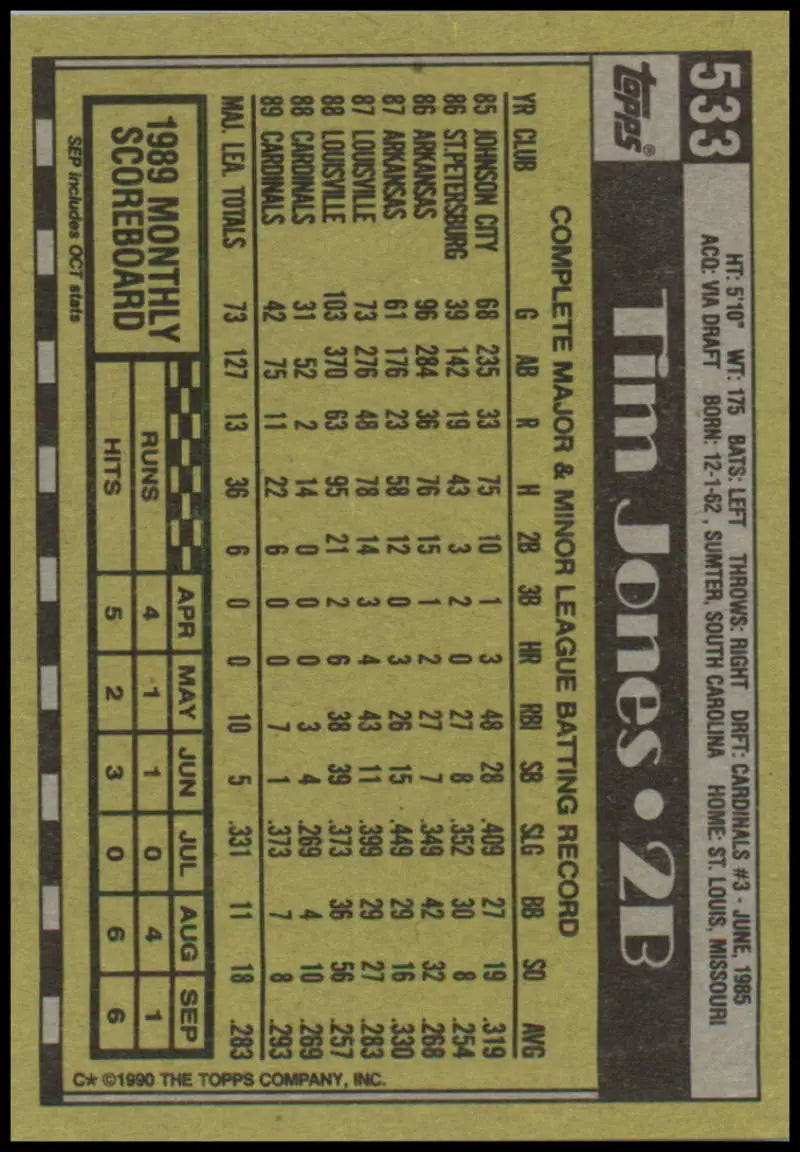 533
HT: 5'10" WT: 175 BATS: LEFT THROWS: RIGHT DRFT: CARDINALS #3 - JUNE, 1985
ACQ: VIA DRAFT BORN: 12-1-62, SUMTER, SOUTH CAROLINA HOME: ST. LOUIS, MISSOURI
Topps®
Tim Jones • 2B
COMPLETE MAJOR & MINOR LEAGUE BATTING RECORD
YR CLUB G AB R H 2B 3B HR RBI SB SLG BB SO AVG
85 JOHNSON CITY 68 235 33 75 10 1 3 48 28 .409 27 19 .319
86 ST.PETERSBURG 39 142 19 43 3 2 0 27 8 .352 30 8 .254
86 ARKANSAS 96 284 36 76 15 1 2 27 7 .349 42 32 .268
87 ARKANSAS 61 176 23 58 12 0 3 26 15 .449 29 16 .330
87 LOUISVILLE 73 276 48 78 14 3 4 43 11 .399 29 27 .283
88 LOUISVILLE 103 370 63 95 21 2 6 38 39 .373 36 56 .257
88 CARDINALS 31 52 2 14 0 0 0 3 4 .269 4 10 .269
89 CARDINALS 42 75 11 22 6 0 0 7 1 .373 7 8 .293
MAJ. LEA. TOTALS 73 127 13 36 6 0 0 10 5 .331 11 18 .283
1989 MONTHLY
SCOREBOARD
APR MAY JUN JUL AUG SEP
RUNS 4 1 1 0 4 1
HITS 5 2 3 0 6 6
SEP includes OCT stats
C* ©1990 THE TOPPS COMPANY, INC.